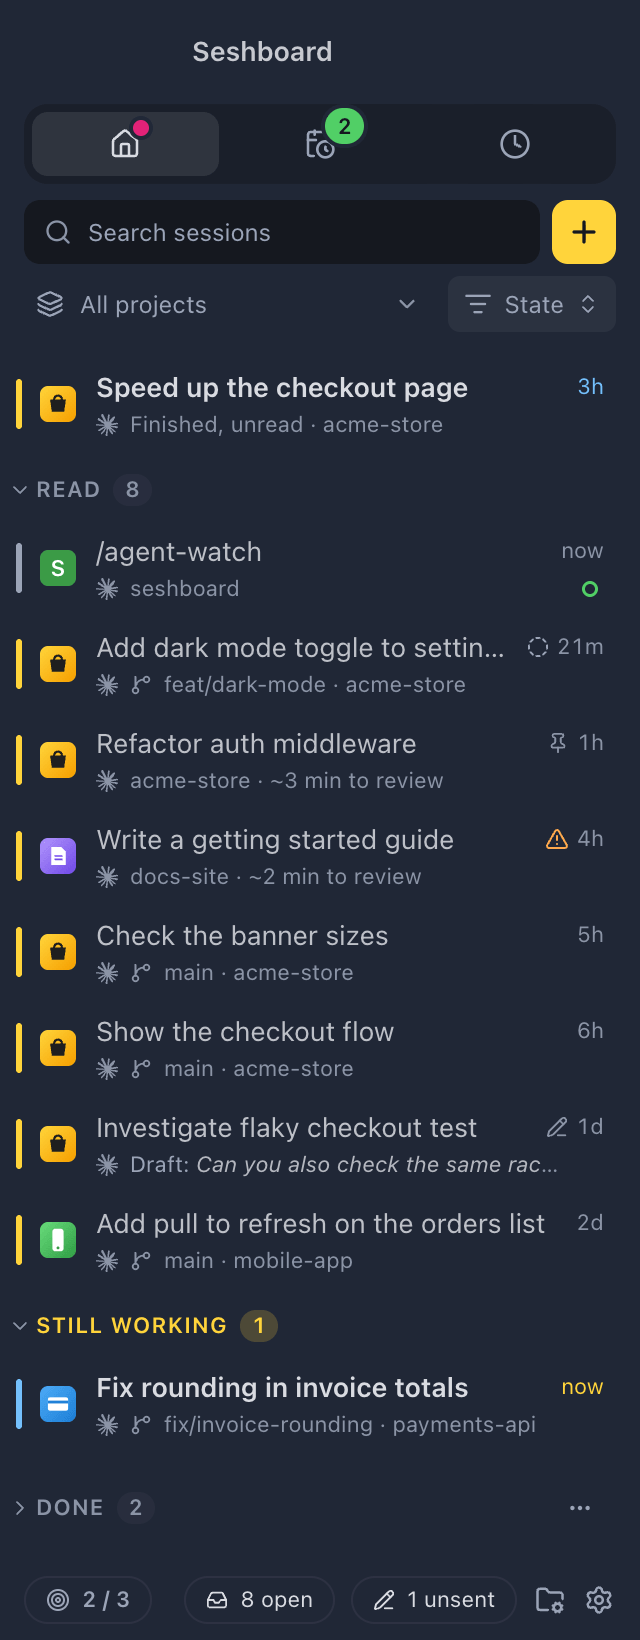 Seshboard
2
Search sessions
All projects
State
Speed up the checkout page 3h
Finished, unread · acme-store
READ 8
S
/agent-watch now
seshboard
Add dark mode toggle to settin... 21m
feat/dark-mode · acme-store
Refactor auth middleware 1h
acme-store · ~3 min to review
Write a getting started guide 4h
docs-site · ~2 min to review
Check the banner sizes 5h
main · acme-store
Show the checkout flow 6h
main · acme-store
Investigate flaky checkout test 1d
Draft: Can you also check the same rac...
Add pull to refresh on the orders list 2d
main · mobile-app
STILL WORKING 1
Fix rounding in invoice totals now
fix/invoice-rounding · payments-api
DONE 2
2 / 3 8 open 1 unsent